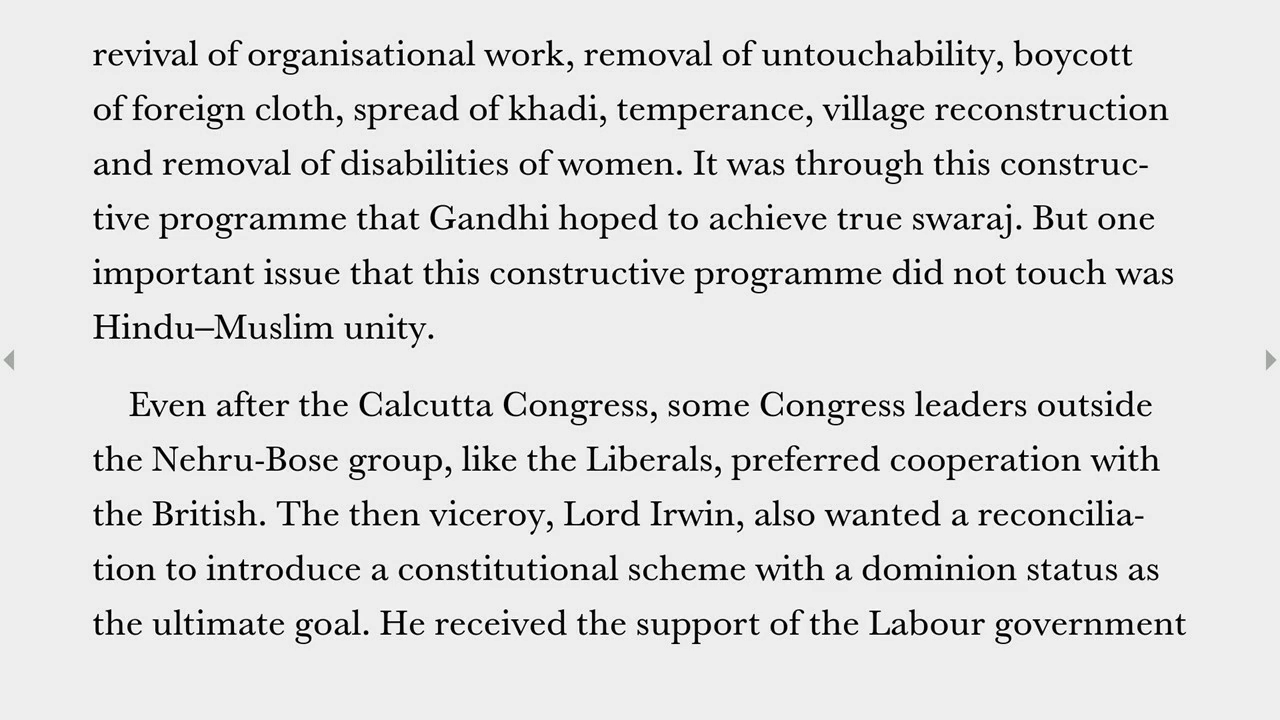 revival of organisational work, removal of untouchability, boycott
of foreign cloth, spread of khadi, temperance, village reconstruction
and removal of disabilities of women. It was through this construc-
tive programme that Gandhi hoped to achieve true swaraj. But one
important issue that this constructive programme did not touch was
Hindu–Muslim unity.
Even after the Calcutta Congress, some Congress leaders outside
the Nehru-Bose group, like the Liberals, preferred cooperation with
the British. The then viceroy, Lord Irwin, also wanted a reconcilia-
tion to introduce a constitutional scheme with a dominion status as
the ultimate goal. He received the support of the Labour government